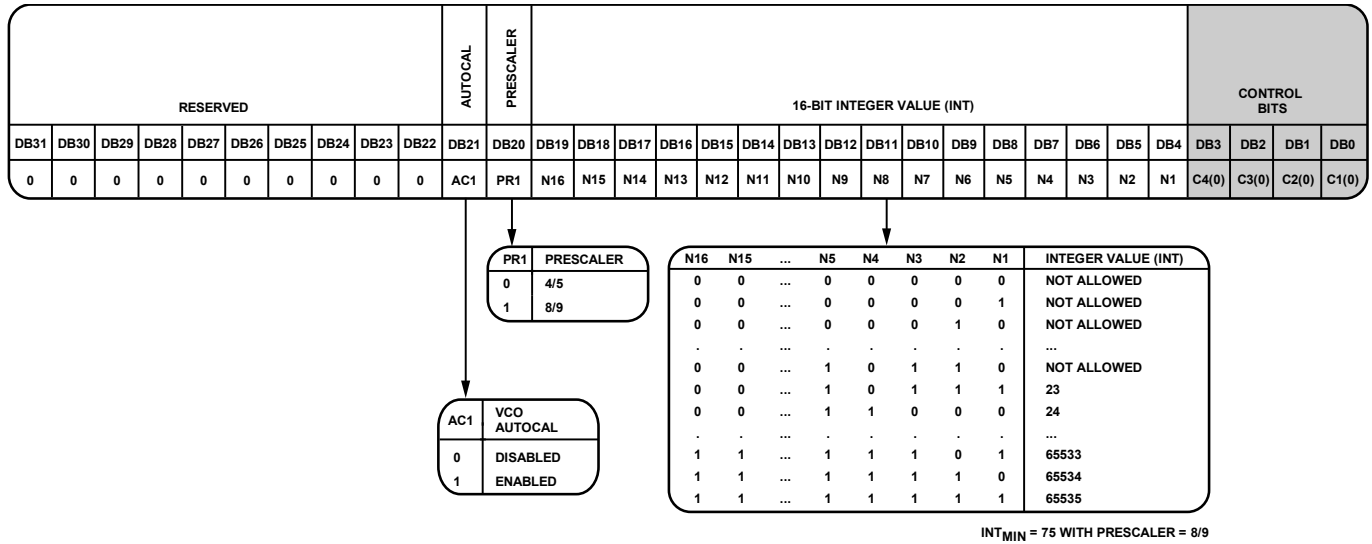 RESERVED AUTOCAL PRESCALER 16-BIT INTEGER VALUE (INT) CONTROL BITS
DB31 DB30 DB29 DB28 DB27 DB26 DB25 DB24 DB23 DB22 DB21 DB20 DB19 DB18 DB17 DB16 DB15 DB14 DB13 DB12 DB11 DB10 DB9 DB8 DB7 DB6 DB5 DB4 DB3 DB2 DB1 DB0
0 0 0 0 0 0 0 0 0 0 AC1 PR1 N16 N15 N14 N13 N12 N11 N10 N9 N8 N7 N6 N5 N4 N3 N2 N1 C4(0) C3(0) C2(0) C1(0)
PR1 PRESCALER
0 4/5
1 8/9
AC1 VCO AUTOCAL
0 DISABLED
1 ENABLED
N16 N15 ... N5 N4 N3 N2 N1 INTEGER VALUE (INT)
0 0 ... 0 0 0 0 0 NOT ALLOWED
0 0 ... 0 0 0 0 1 NOT ALLOWED
0 0 ... 0 0 0 1 0 NOT ALLOWED
. . ... . . . . . ...
0 0 ... 1 0 1 1 0 NOT ALLOWED
0 0 ... 1 0 1 1 1 23
0 0 ... 1 1 0 0 0 24
. . ... . . . . . ...
1 1 ... 1 1 1 0 1 65533
1 1 ... 1 1 1 1 0 65534
1 1 ... 1 1 1 1 1 65535
INTMIN = 75 WITH PRESCALER = 8/9